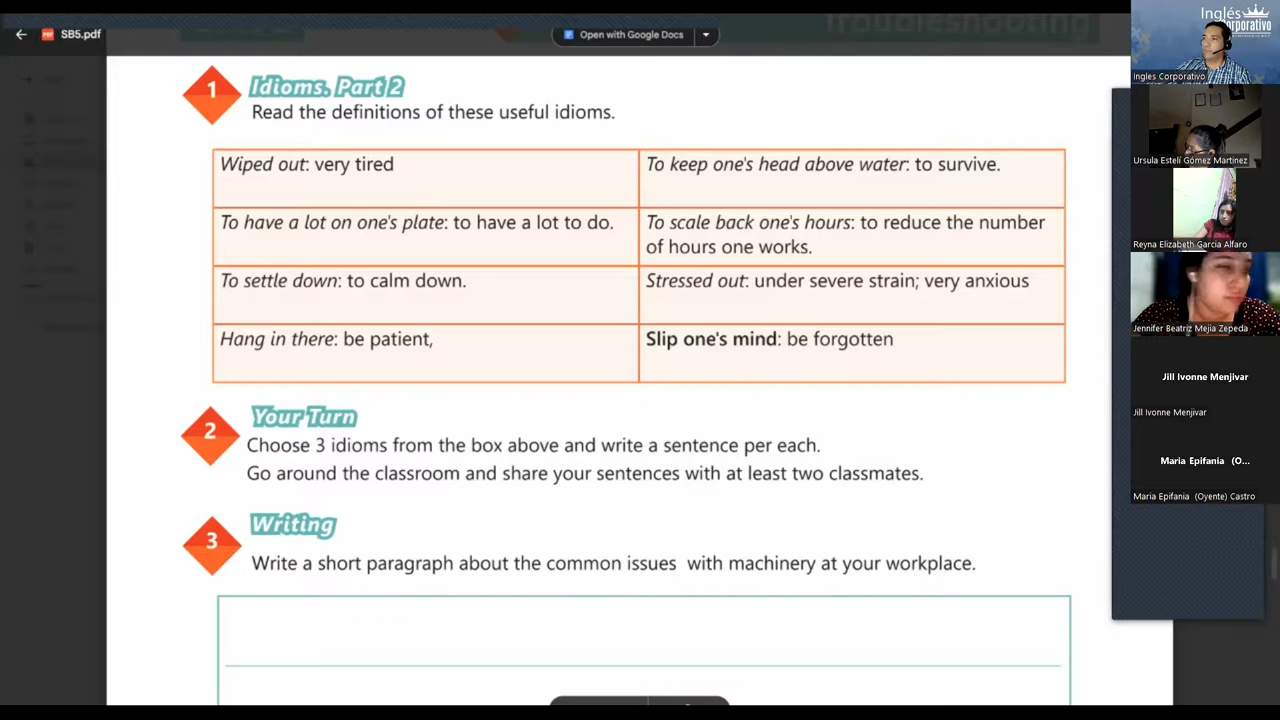 Troubleshooting
SB5.pdf
Open with Google Docs
1
Idioms. Part 2
Read the definitions of these useful idioms.
Wiped out: very tired
To keep one's head above water: to survive.
To have a lot on one's plate: to have a lot to do.
To scale back one's hours: to reduce the number
of hours one works.
To settle down: to calm down.
Stressed out: under severe strain; very anxious
Hang in there: be patient,
Slip one's mind: be forgotten
2
Your Turn
Choose 3 idioms from the box above and write a sentence per each.
Go around the classroom and share your sentences with at least two classmates.
3
Writing
Write a short paragraph about the common issues with machinery at your workplace.
Inglés
Corporativo
Ingles Corporativo
Ursula Estelí Gómez Martinez
Reyna Elizabeth Garcia Alfaro
Jennifer Beatriz Mejia Zepeda
Jill Ivonne Menjivar
Jill Ivonne Menjivar
Maria Epifania (O...
Maria Epifania (Oyente) Castro